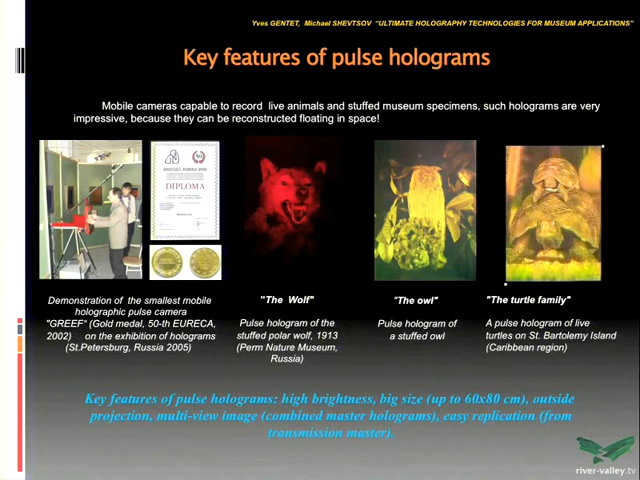 Yves GENTET, Michael SHEVTSOV "ULTIMATE HOLOGRAPHY TECHNOLOGIES FOR MUSEUM APPLICATIONS"
Key features of pulse holograms
Mobile cameras capable to record live animals and stuffed museum specimens, such holograms are very
impressive, because they can be reconstructed floating in space!
DIPLOMA
Demonstration of the smallest mobile
holographic pulse camera
"GREEF" (Gold medal, 50-th EURECA,
2002) on the exhibition of holograms
(St.Petersburg, Russia 2005)
"The Wolf"
Pulse hologram of the
stuffed polar wolf, 1913
(Perm Nature Museum,
Russia)
"The owl"
Pulse hologram of
a stuffed owl
"The turtle family"
A pulse hologram of live
turtles on St. Bartolemy Island
(Caribbean region)
Key features of pulse holograms: high brightness, big size (up to 60x80 cm), outside
projection, multi-view image (combined master holograms), easy replication (from
transmission master).
river-valley.tv